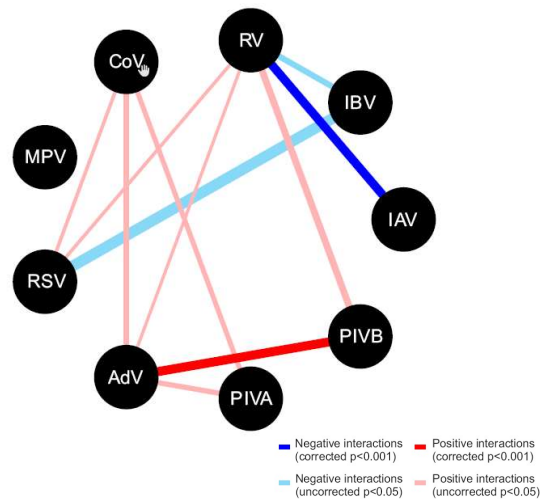 RV
CoV
IBV
MPV
IAV
RSV
PIVB
AdV
PIVA
Negative interactions
(corrected p<0.001)
Positive interactions
(corrected p<0.001)
Negative interactions
(uncorrected p<0.05)
Positive interactions
(uncorrected p<0.05)